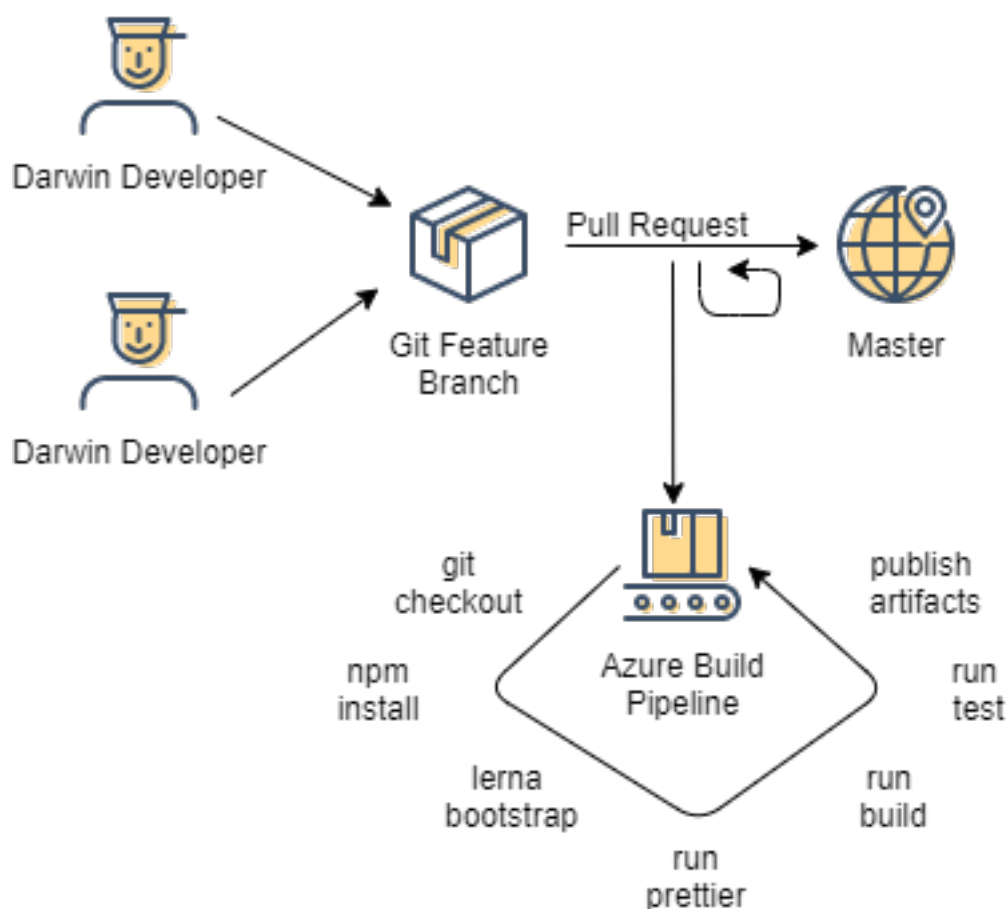 Darwin Developer
Pull Request
Git Feature
Branch
Master
Darwin Developer
git
checkout
publish
artifacts
Azure Build
Pipeline
npm
install
run
test
lerna
bootstrap
run
build
run
prettier